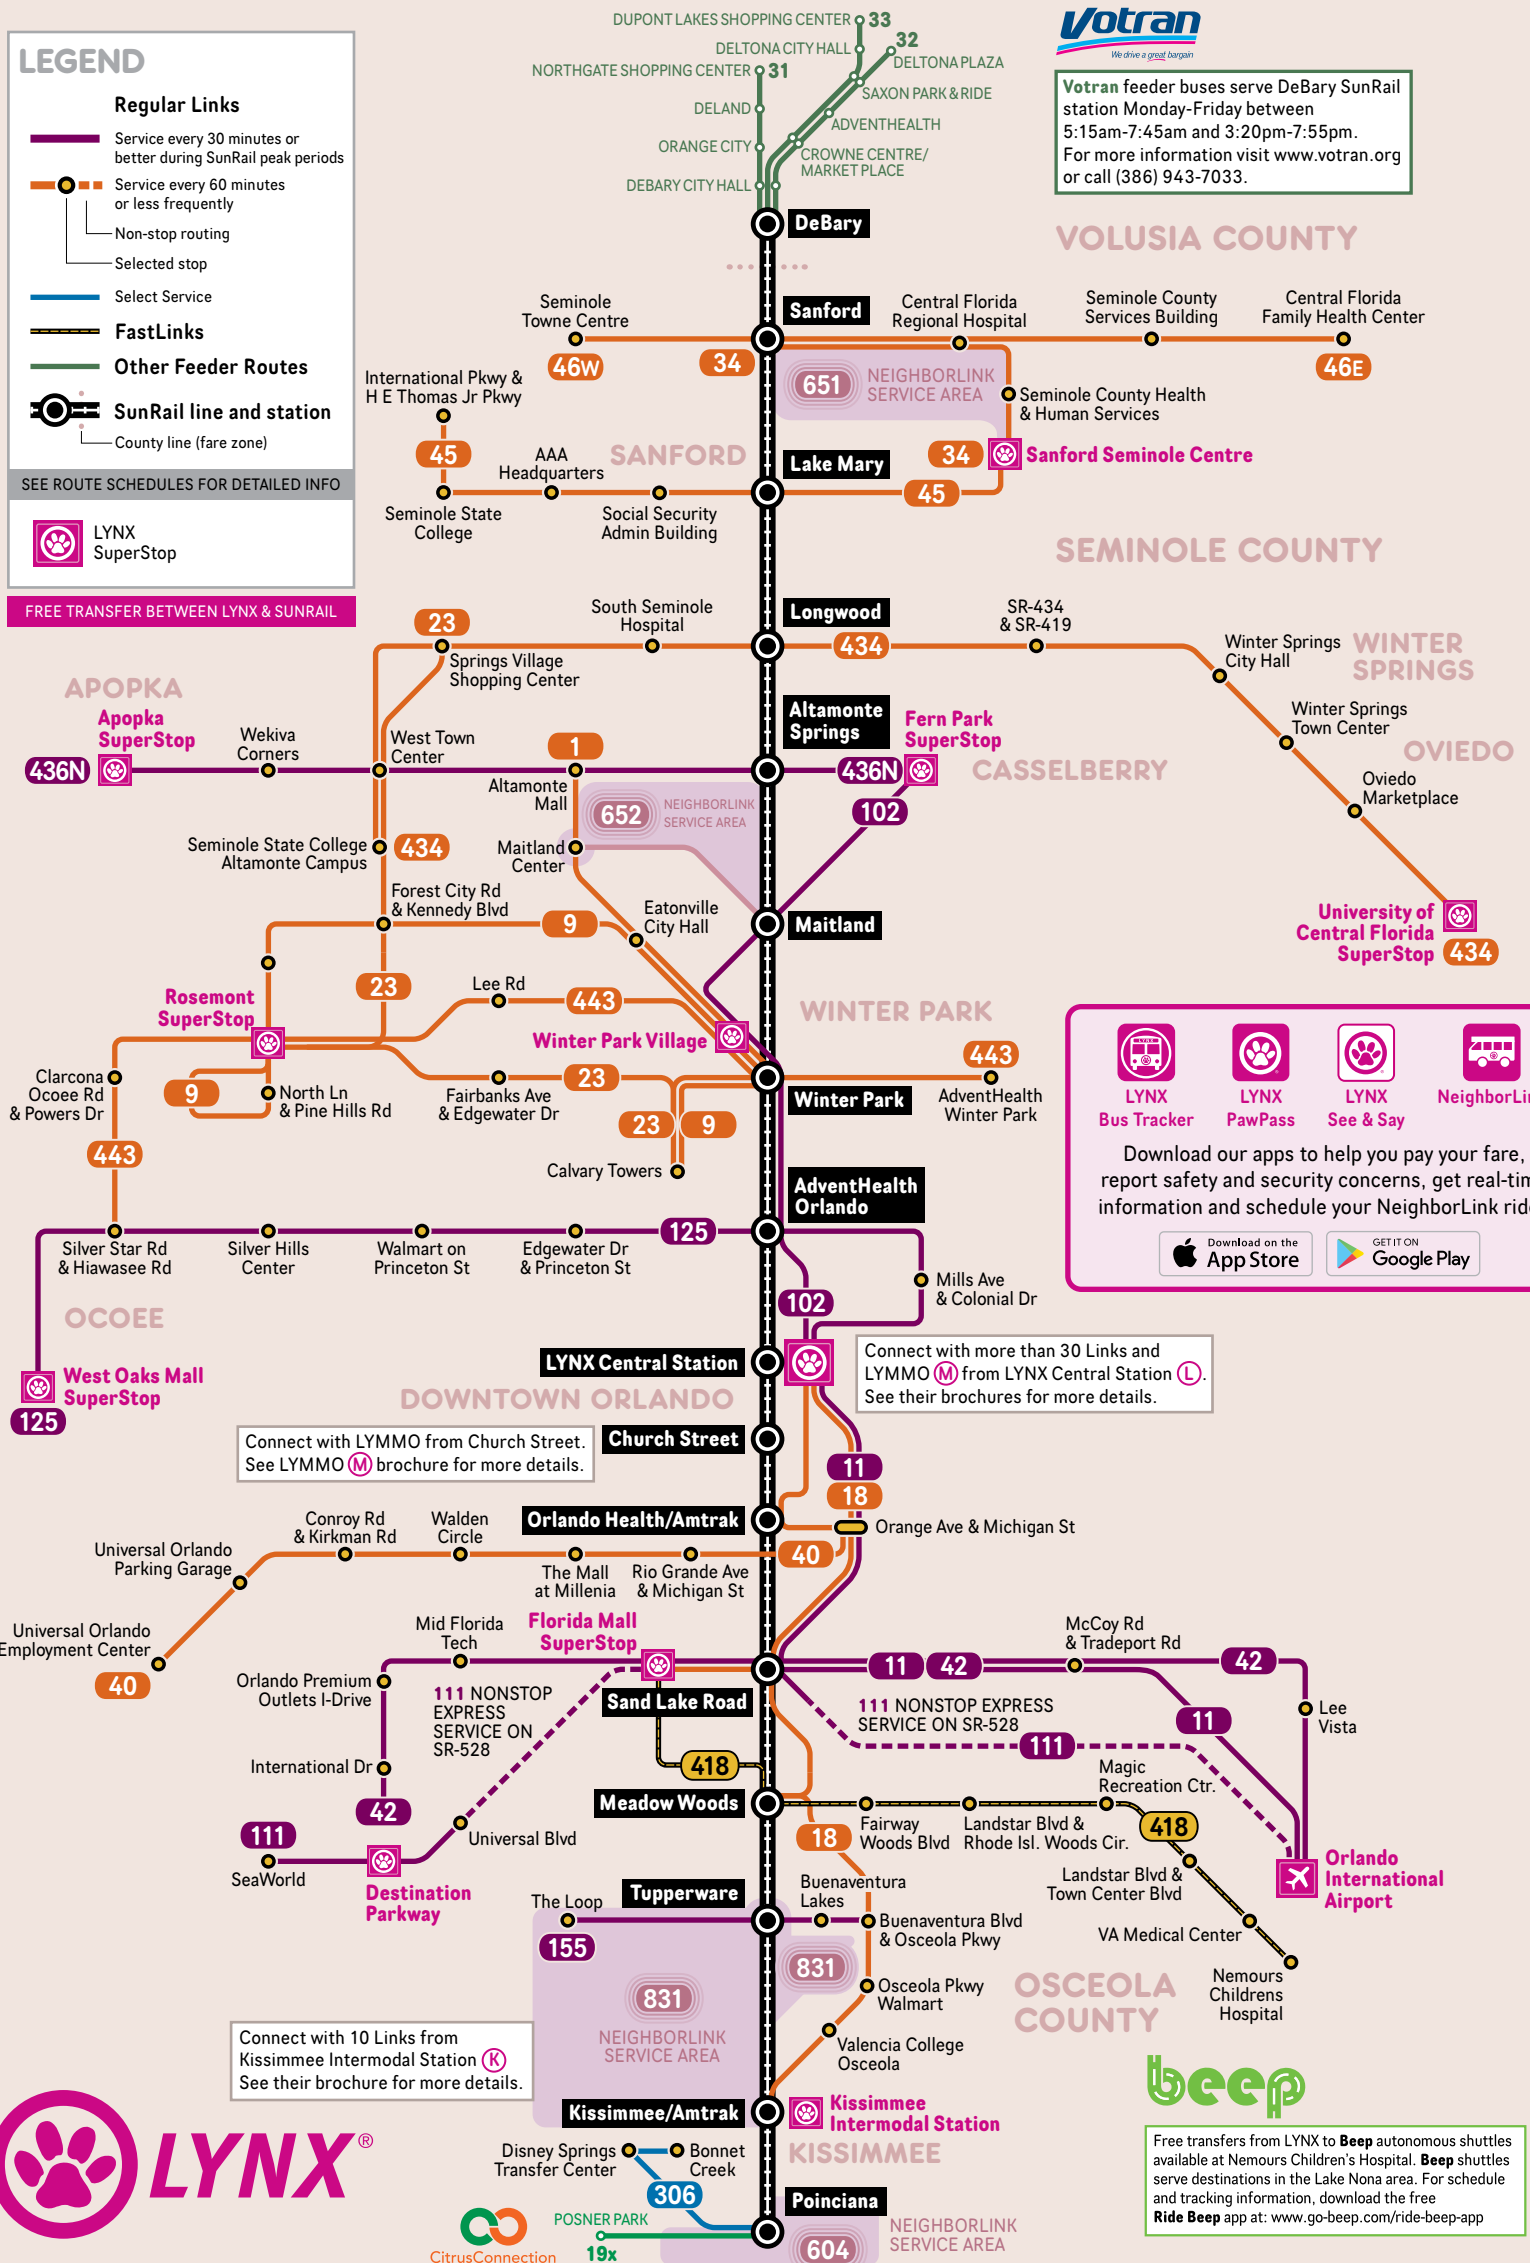 LEGEND
Regular Links
Service every 30 minutes or
better during SunRail peak periods
Service every 60 minutes
or less frequently
Non-stop routing
Selected stop
Select Service
FastLinks
Other Feeder Routes
SunRail line and station
County line (fare zone)
SEE ROUTE SCHEDULES FOR DETAILED INFO
LYNX
SuperStop
FREE TRANSFER BETWEEN LYNX & SUNRAIL
DUPONT LAKES SHOPPING CENTER 33
DELTONA CITY HALL 32
DELTONA PLAZA
NORTHGATE SHOPPING CENTER 31
SAXON PARK & RIDE
DELAND
ADVENTHEALTH
ORANGE CITY
CROWNE CENTRE/
MARKET PLACE
DEBARY CITY HALL
DeBary
Votran
We drive a great bargain
Votran feeder buses serve DeBary SunRail
station Monday-Friday between
5:15am-7:45am and 3:20pm-7:55pm.
For more information visit www.votran.org
or call (386) 943-7033.
VOLUSIA COUNTY
Seminole
Towne Centre
46W
34
Sanford
Central Florida
Regional Hospital
Seminole County
Services Building
Central Florida
Family Health Center
46E
651
NEIGHBORLINK
SERVICE AREA
Seminole County Health
& Human Services
International Pkwy &
H E Thomas Jr Pkwy
45
AAA
Headquarters
SANFORD
Lake Mary
34
Sanford Seminole Centre
45
Seminole State
College
Social Security
Admin Building
SEMINOLE COUNTY
23
South Seminole
Hospital
Longwood
434
SR-434
& SR-419
Springs Village
Shopping Center
Winter Springs
City Hall
WINTER
SPRINGS
Winter Springs
Town Center
OVIEDO
Oviedo
Marketplace
University of
Central Florida
SuperStop
434
APOPKA
Apopka
SuperStop
436N
Wekiva
Corners
West Town
Center
1
Altamonte
Mall
Altamonte
Springs
Fern Park
SuperStop
436N
CASSELBERRY
102
652
NEIGHBORLINK
SERVICE AREA
Seminole State College
Altamonte Campus
434
Maitland
Center
Forest City Rd
& Kennedy Blvd
9
Eatonville
City Hall
Maitland
23
Rosemont
SuperStop
Lee Rd
443
Winter Park Village
WINTER PARK
443
Clarcona
Ocoee Rd
& Powers Dr
9
North Ln
& Pine Hills Rd
Fairbanks Ave
& Edgewater Dr
23
Winter Park
AdventHealth
Winter Park
443
23
9
Calvary Towers
LYNX
Bus Tracker
LYNX
PawPass
LYNX
See & Say
Download our apps to help you pay your fare,
report safety and security concerns, get real-tim
information and schedule your NeighborLink rid
Download on the
App Store
GET IT ON
Google Play
AdventHealth
Orlando
125
Silver Star Rd
& Hiawasee Rd
Silver Hills
Center
Walmart on
Princeton St
Edgewater Dr
& Princeton St
Mills Ave
& Colonial Dr
102
OCOEE
West Oaks Mall
SuperStop
125
LYNX Central Station
Connect with more than 30 Links and
LYMMO M from LYNX Central Station L.
See their brochures for more details.
DOWNTOWN ORLANDO
Connect with LYMMO from Church Street.
See LYMMO M brochure for more details.
Church Street
11
18
Conroy Rd
& Kirkman Rd
Walden
Circle
Orlando Health/Amtrak
Orange Ave & Michigan St
Universal Orlando
Parking Garage
40
The Mall
at Millenia
Rio Grande Ave
& Michigan St
Universal Orlando
Employment Center
40
Mid Florida
Tech
Florida Mall
SuperStop
McCoy Rd
& Tradeport Rd
11
42
42
Orlando Premium
Outlets I-Drive
111 NONSTOP
EXPRESS
SERVICE ON
SR-528
Sand Lake Road
111 NONSTOP EXPRESS
SERVICE ON SR-528
111
11
Lee
Vista
International Dr
418
42
Magic
Recreation Ctr.
Meadow Woods
111
Universal Blvd
18
Fairway
Woods Blvd
Landstar Blvd &
Rhode Isl. Woods Cir.
418
SeaWorld
Destination
Parkway
Landstar Blvd &
Town Center Blvd
Orlando
International
Airport
Buenaventura
Lakes
The Loop
Tupperware
155
Buenaventura Blvd
& Osceola Pkwy
VA Medical Center
831
831
NEIGHBORLINK
SERVICE AREA
Osceola Pkwy
Walmart
OSCEOLA
COUNTY
Nemours
Childrens
Hospital
Valencia College
Osceola
Connect with 10 Links from
Kissimmee Intermodal Station K
See their brochure for more details.
Kissimmee/Amtrak
Kissimmee
Intermodal Station
KISSIMMEE
LYNX®
Disney Springs
Transfer Center
Bonnet
Creek
306
Poinciana
POSNER PARK
19x
CitrusConnection
604
NEIGHBORLINK
SERVICE AREA
beep
Free transfers from LYNX to Beep autonomous shuttles
available at Nemours Children's Hospital. Beep shuttles
serve destinations in the Lake Nona area. For schedule
and tracking information, download the free
Ride Beep app at: www.go-beep.com/ride-beep-app